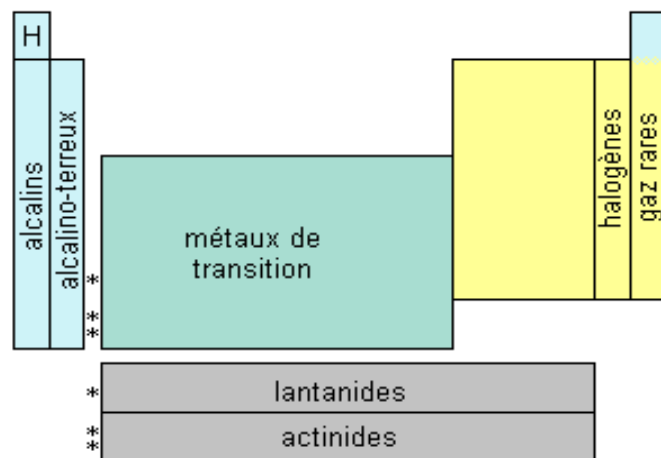 H
alcalins
alcalino-terreux
métaux de
transition
halogènes
gaz rares
*
*
*
* lantanides
*
* actinides